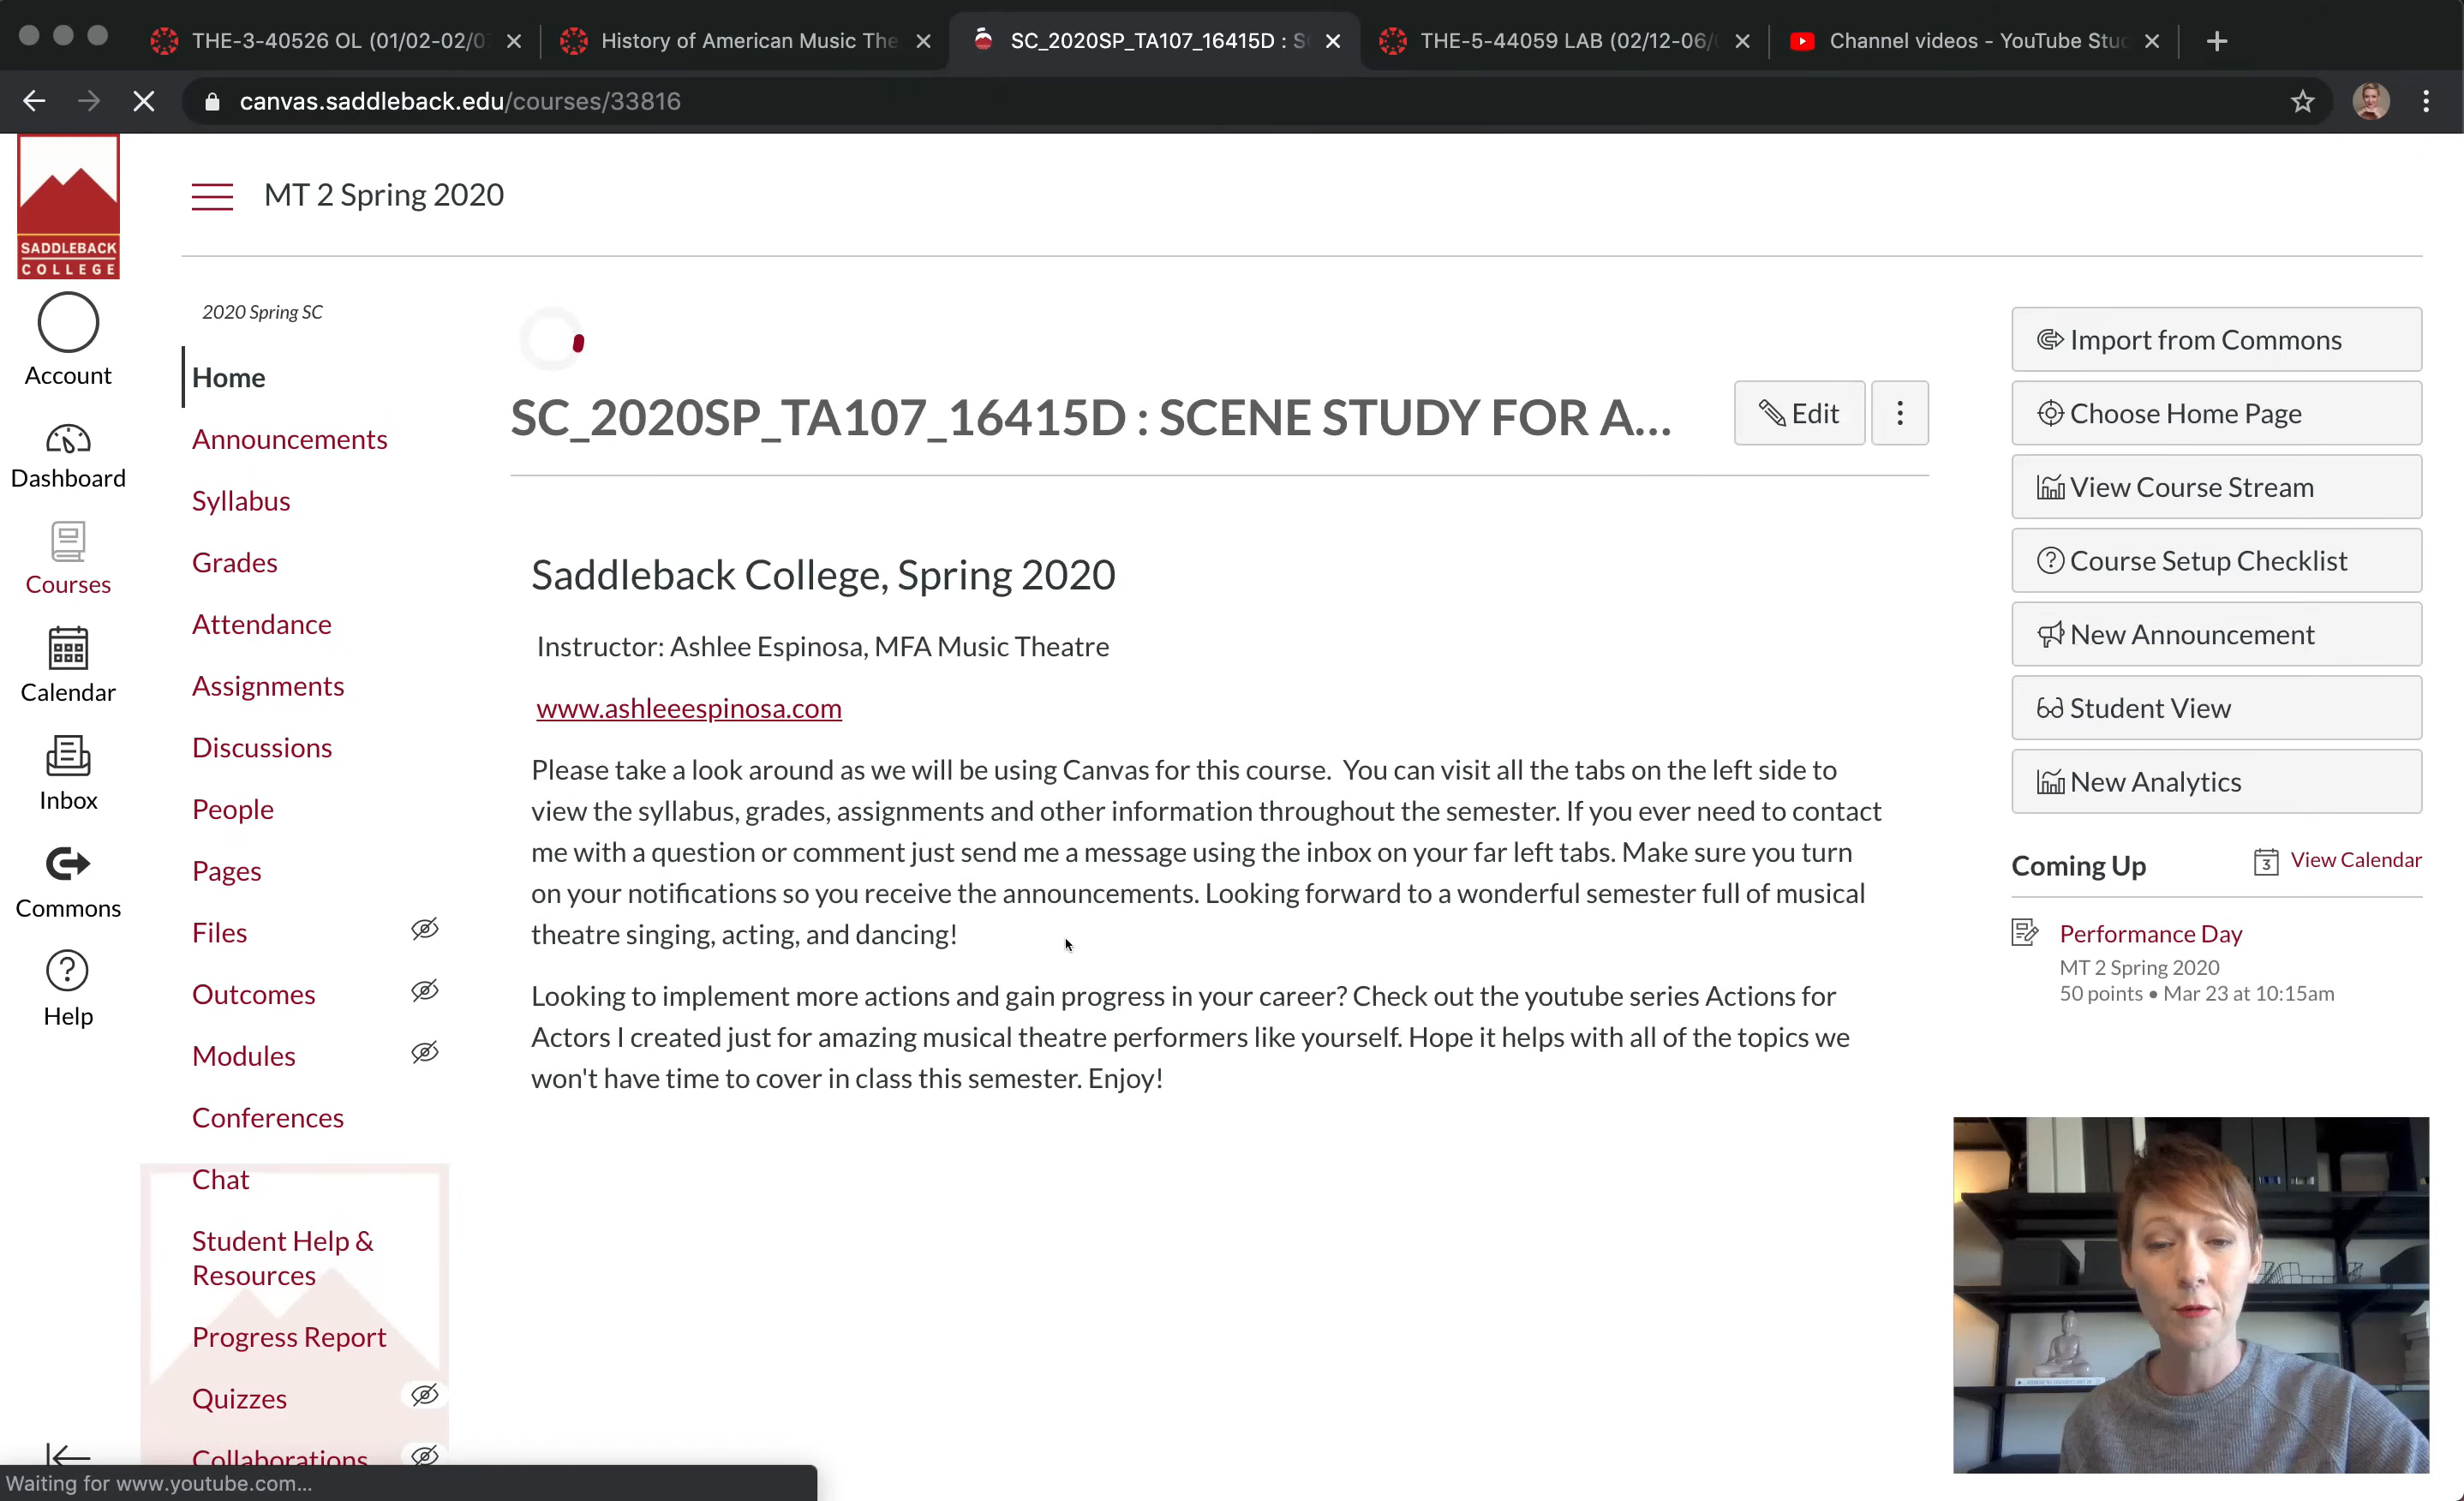 THE-3-40526 OL (01/02-02/0
History of American Music The
SC_2020SP_TA107_16415D : S
THE-5-44059 LAB (02/12-06/
Channel videos - YouTube Stu
canvas.saddleback.edu/courses/33816
SADDLEBACK
COLLEGE
Account
Dashboard
Courses
Calendar
Inbox
Commons
Help
MT 2 Spring 2020
2020 Spring SC
Home
Announcements
Syllabus
Grades
Attendance
Assignments
Discussions
People
Pages
Files
Outcomes
Modules
Conferences
Chat
Student Help &
Resources
Progress Report
Quizzes
Collaborations
SC_2020SP_TA107_16415D : SCENE STUDY FOR A...
Edit
Saddleback College, Spring 2020
Instructor: Ashlee Espinosa, MFA Music Theatre
www.ashleeespinosa.com
Please take a look around as we will be using Canvas for this course.  You can visit all the tabs on the left side to
view the syllabus, grades, assignments and other information throughout the semester. If you ever need to contact
me with a question or comment just send me a message using the inbox on your far left tabs. Make sure you turn
on your notifications so you receive the announcements. Looking forward to a wonderful semester full of musical
theatre singing, acting, and dancing!
Looking to implement more actions and gain progress in your career? Check out the youtube series Actions for
Actors I created just for amazing musical theatre performers like yourself. Hope it helps with all of the topics we
won't have time to cover in class this semester. Enjoy!
Import from Commons
Choose Home Page
View Course Stream
Course Setup Checklist
New Announcement
Student View
New Analytics
Coming Up
3
View Calendar
Performance Day
MT 2 Spring 2020
50 points • Mar 23 at 10:15am
Waiting for www.youtube.com...